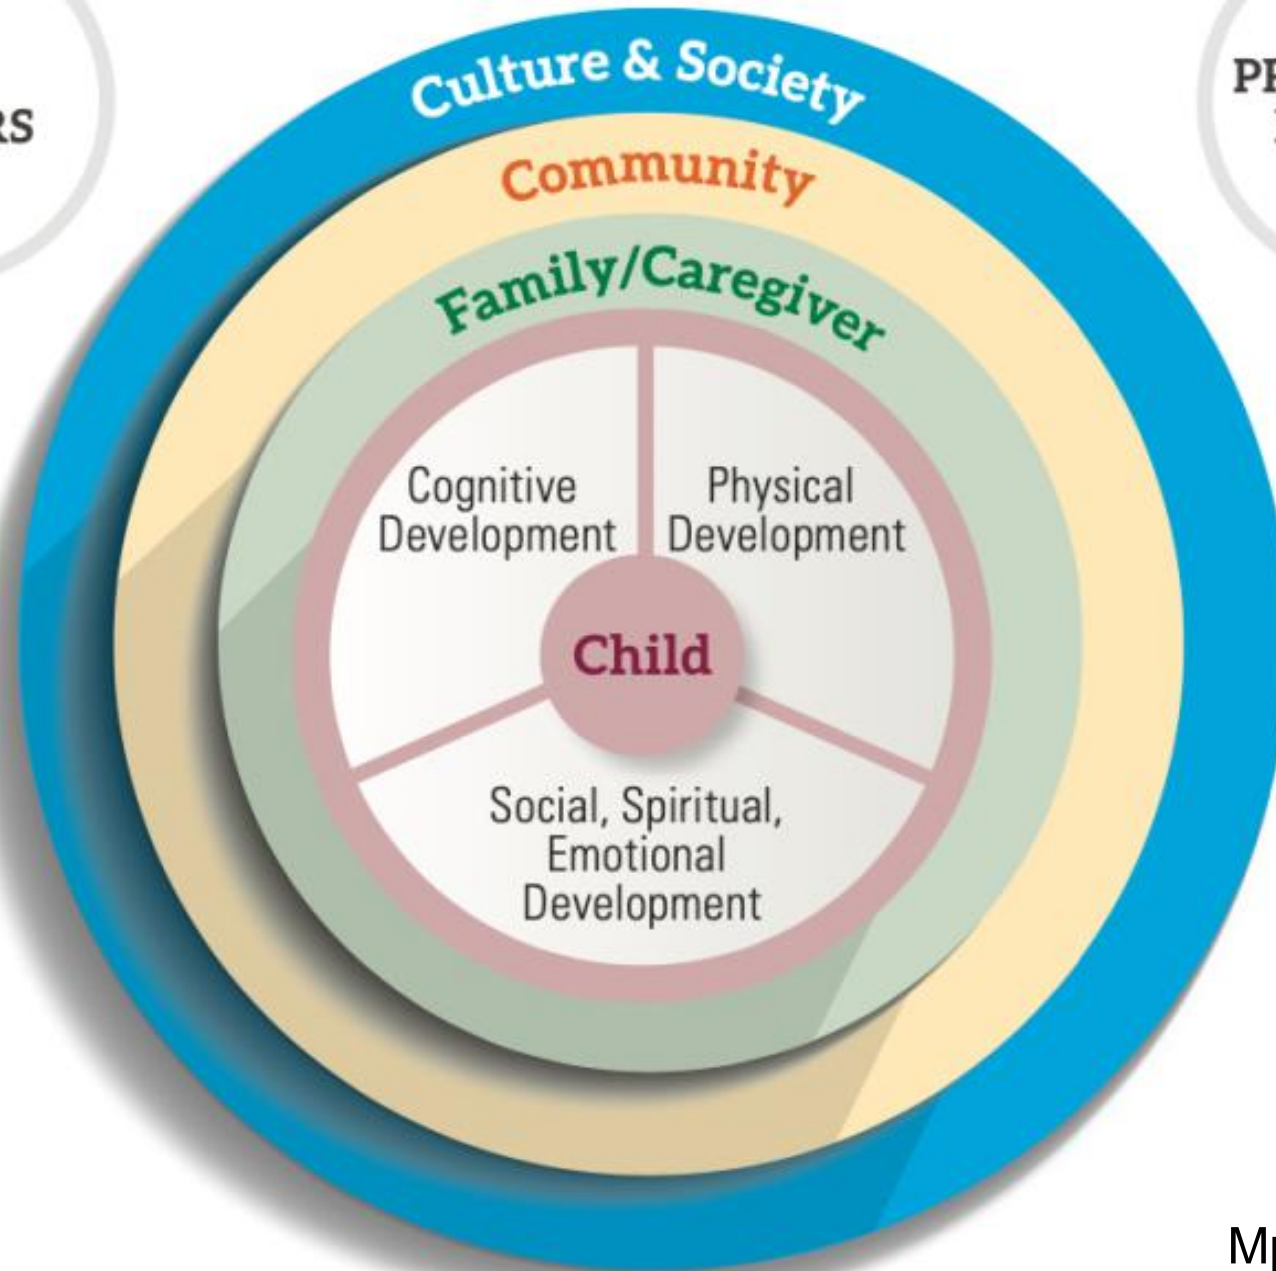 Culture & Society
Community
Family/Caregiver
Cognitive
Development
Physical
Development
Child
Social, Spiritual,
Emotional
Development